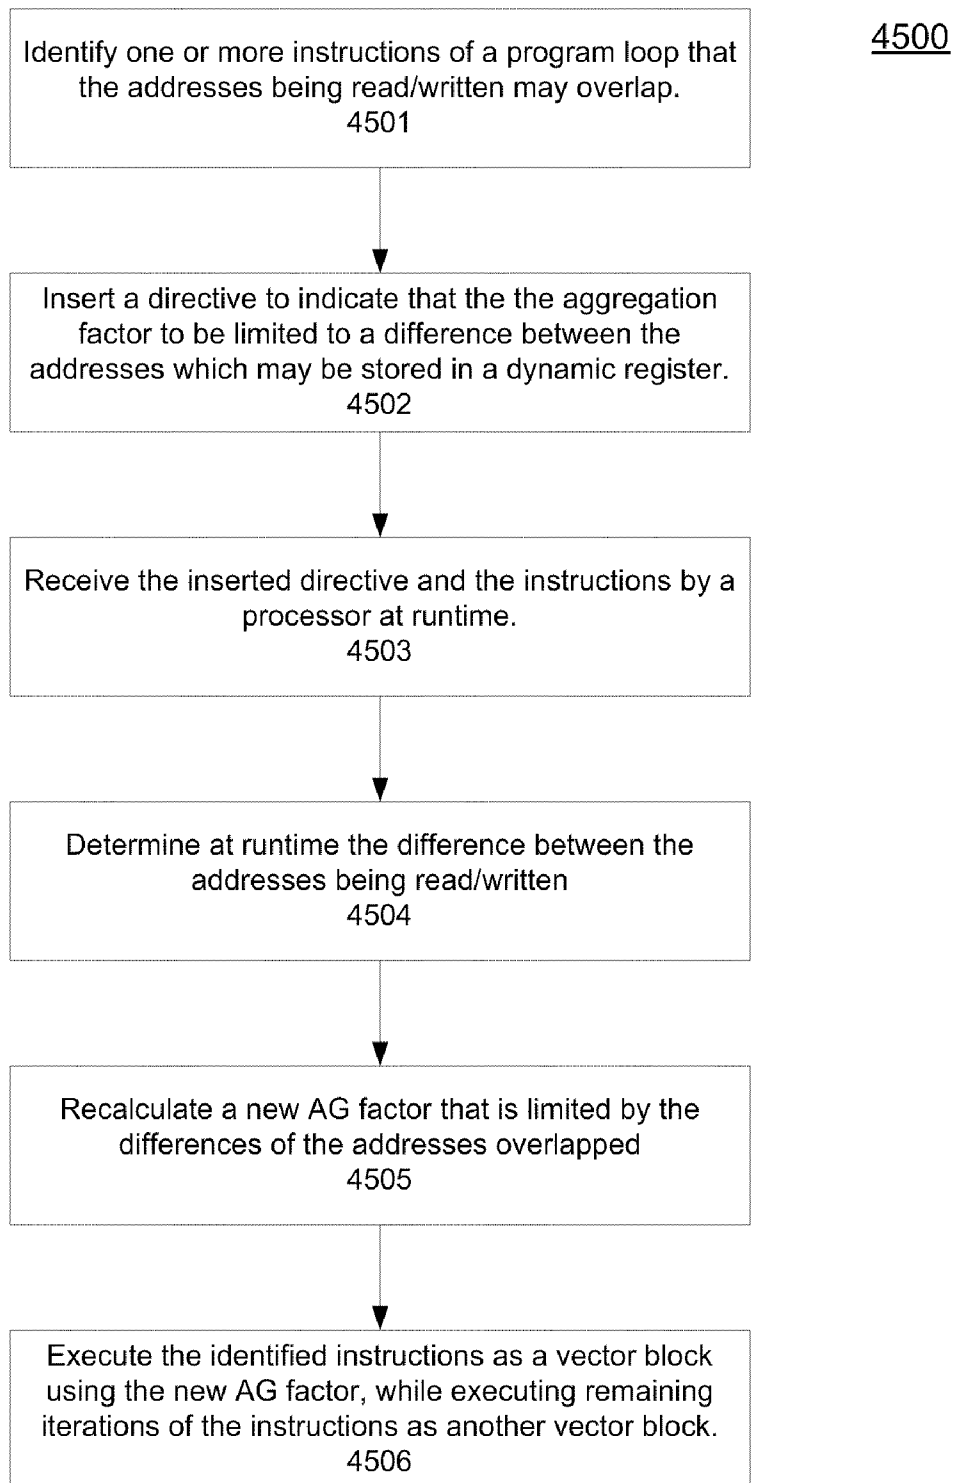 4500
Identify one or more instructions of a program loop that
the addresses being read/written may overlap.
4501
Insert a directive to indicate that the the aggregation
factor to be limited to a difference between the
addresses which may be stored in a dynamic register.
4502
Receive the inserted directive and the instructions by a
processor at runtime.
4503
Determine at runtime the difference between the
addresses being read/written
4504
Recalculate a new AG factor that is limited by the
differences of the addresses overlapped
4505
Execute the identified instructions as a vector block
using the new AG factor, while executing remaining
iterations of the instructions as another vector block.
4506